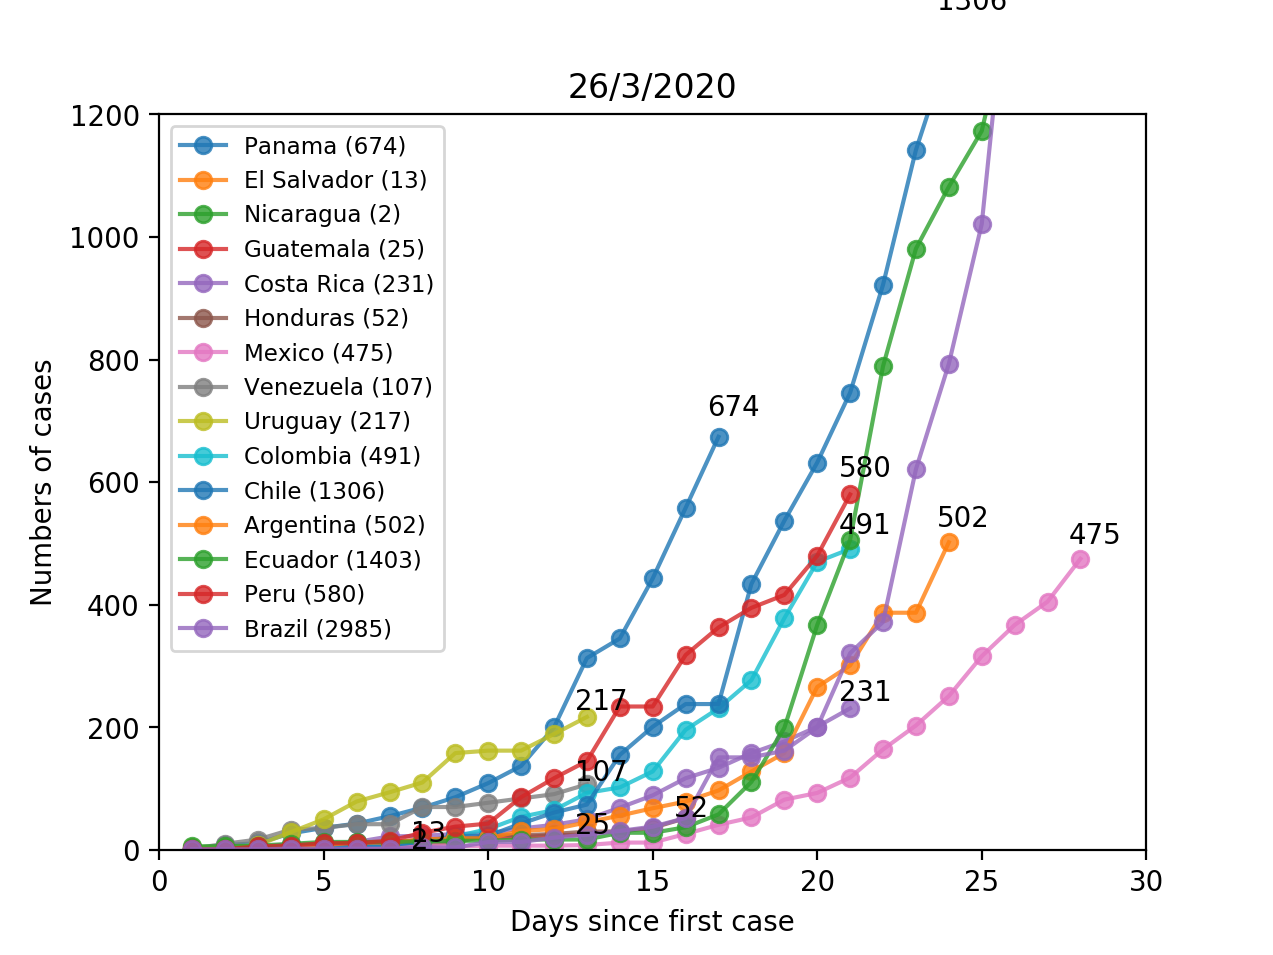 1306
26/3/2020
1200
1000
800
600
400
200
0
Numbers of cases
Panama (674)
El Salvador (13)
Nicaragua (2)
Guatemala (25)
Costa Rica (231)
Honduras (52)
Mexico (475)
Venezuela (107)
Uruguay (217)
Colombia (491)
Chile (1306)
Argentina (502)
Ecuador (1403)
Peru (580)
Brazil (2985)
674
580
491
502
475
217
231
107
52
25
13
2
0 5 10 15 20 25 30
Days since first case